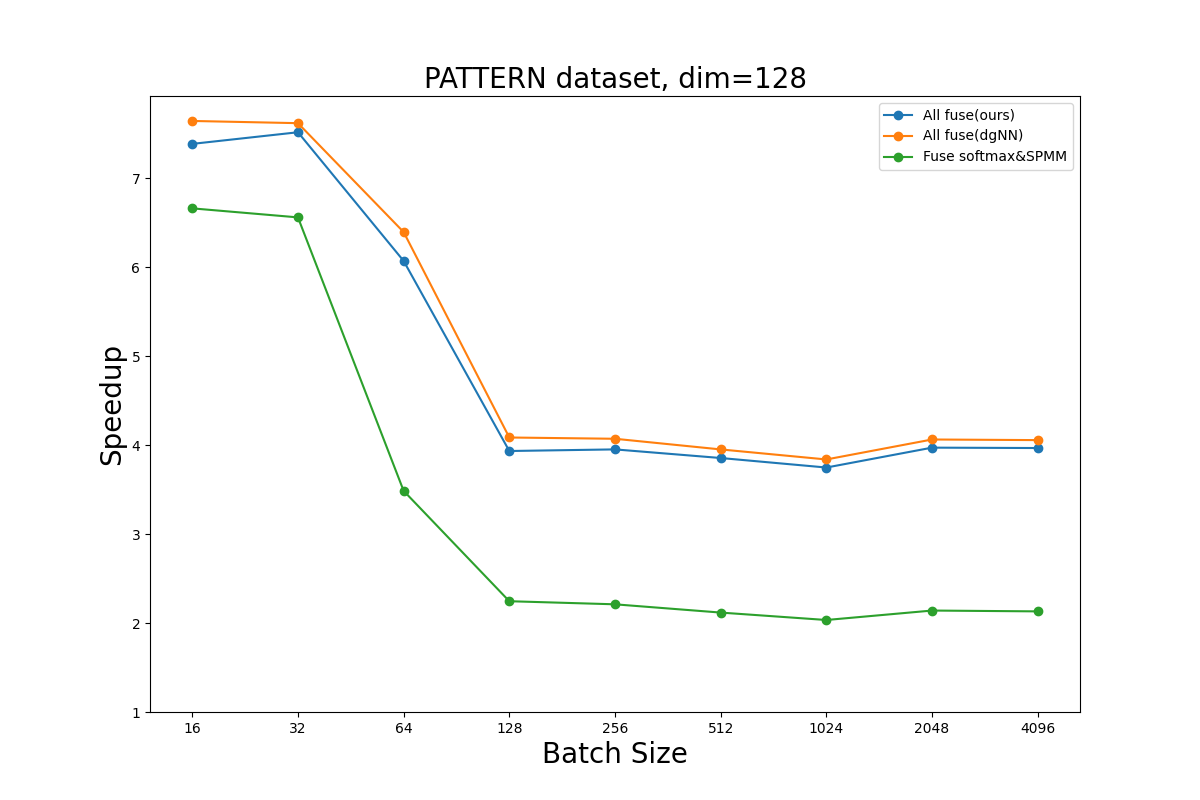 PATTERN dataset, dim=128
All fuse(ours)
All fuse(dgNN)
Fuse softmax&SPMM
Speedup
7
6
5
4
3
2
1
16 32 64 128 256 512 1024 2048 4096
Batch Size